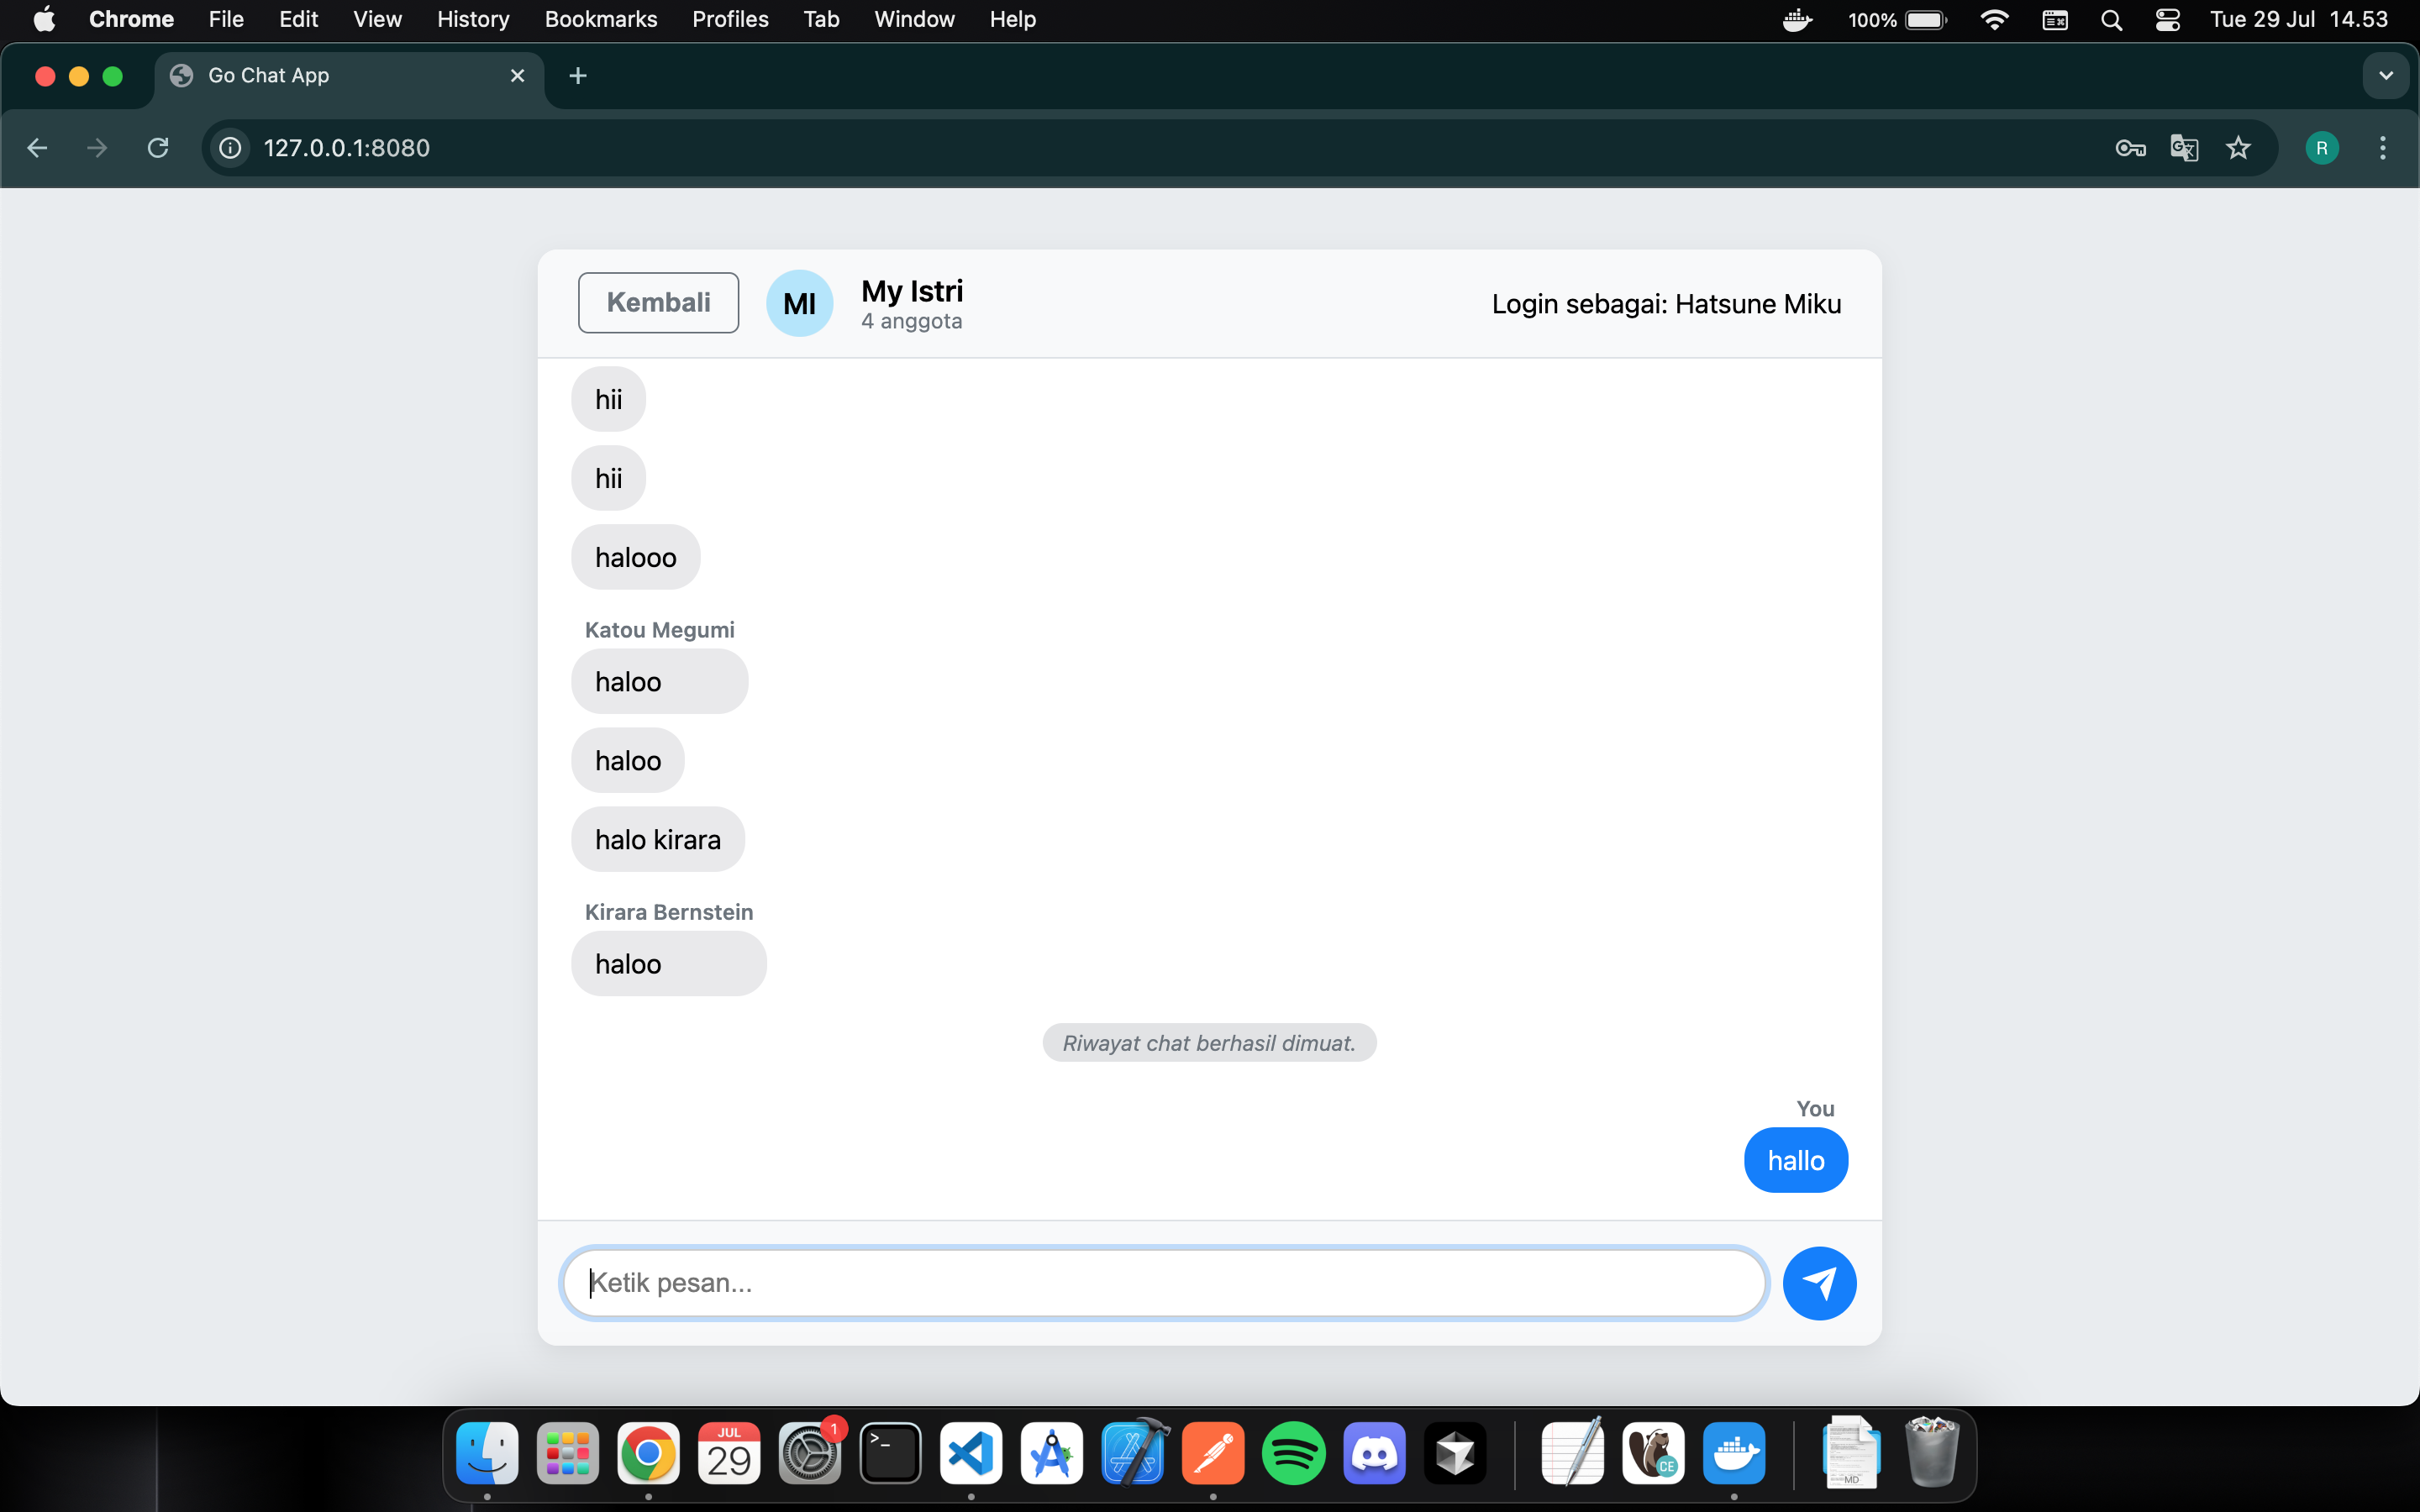 Chrome File Edit View History Bookmarks Profiles Tab Window Help 100% Tue 29 Jul 14.53
Go Chat App
127.0.0.1:8080 R
Kembali MI My Istri
4 anggota
Login sebagai: Hatsune Miku
hii
hii
halooo
Katou Megumi
haloo
haloo
halo kirara
Kirara Bernstein
haloo
Riwayat chat berhasil dimuat.
You
hallo
Ketik pesan...
JUL
29
1
>_
CE
MD